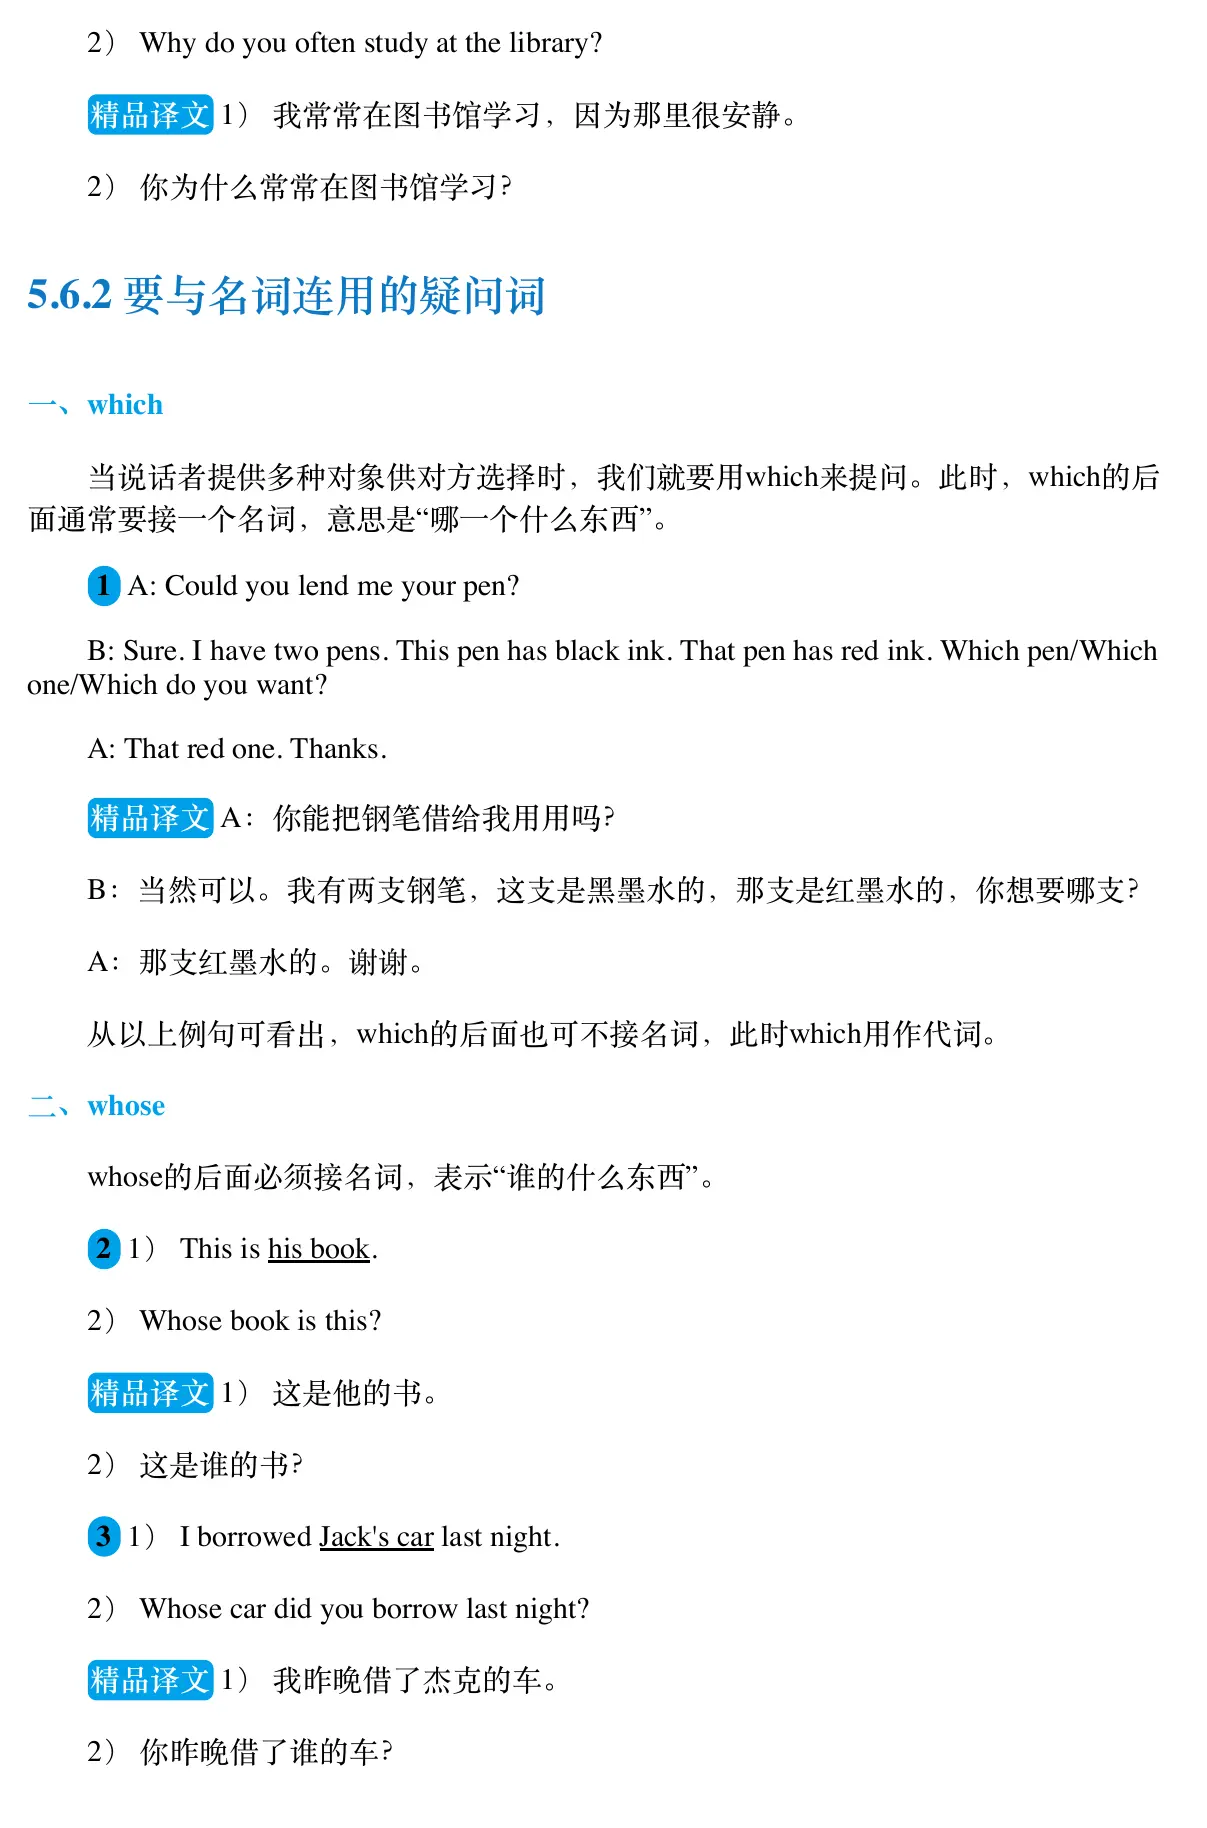 2） Why do you often study at the library?
精品译文 1） 我常常在图书馆学习，因为那里很安静。
2） 你为什么常常在图书馆学习？
5.6.2 要与名词连用的疑问词
一、which
当说话者提供多种对象供对方选择时，我们就要用which来提问。此时，which的后
面通常要接一个名词，意思是“哪一个什么东西”。
1 A: Could you lend me your pen?
B: Sure. I have two pens. This pen has black ink. That pen has red ink. Which pen/Which
one/Which do you want?
A: That red one. Thanks.
精品译文 A：你能把钢笔借给我用用吗？
B：当然可以。我有两支钢笔，这支是黑墨水的，那支是红墨水的，你想要哪支？
A：那支红墨水的。谢谢。
从以上例句可看出，which的后面也可不接名词，此时which用作代词。
二、whose
whose的后面必须接名词，表示“谁的什么东西”。
2 1） This is his book.
2） Whose book is this?
精品译文 1） 这是他的书。
2） 这是谁的书？
3 1） I borrowed Jack's car last night.
2） Whose car did you borrow last night?
精品译文 1） 我昨晚借了杰克的车。
2） 你昨晚借了谁的车？